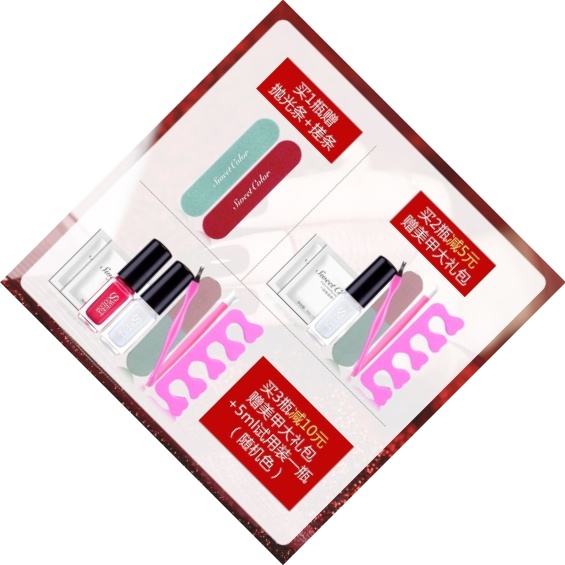 买1瓶赠
抛光条+搓条
Sweet Color
Sweet Color
买2瓶减5元
赠美甲大礼包
买3瓶减10元
赠美甲大礼包
+5ml试用装一瓶
（随机色）